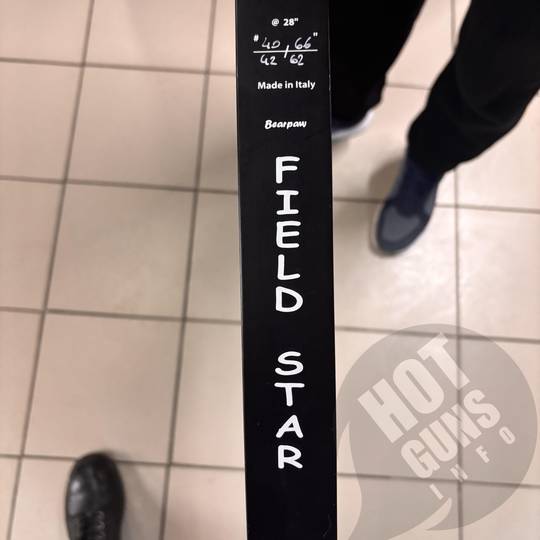 @ 28"
# 40 , 66"
42 62
Made in Italy
Bearpaw
FIELD
STAR
HOT
GUNS
INFO